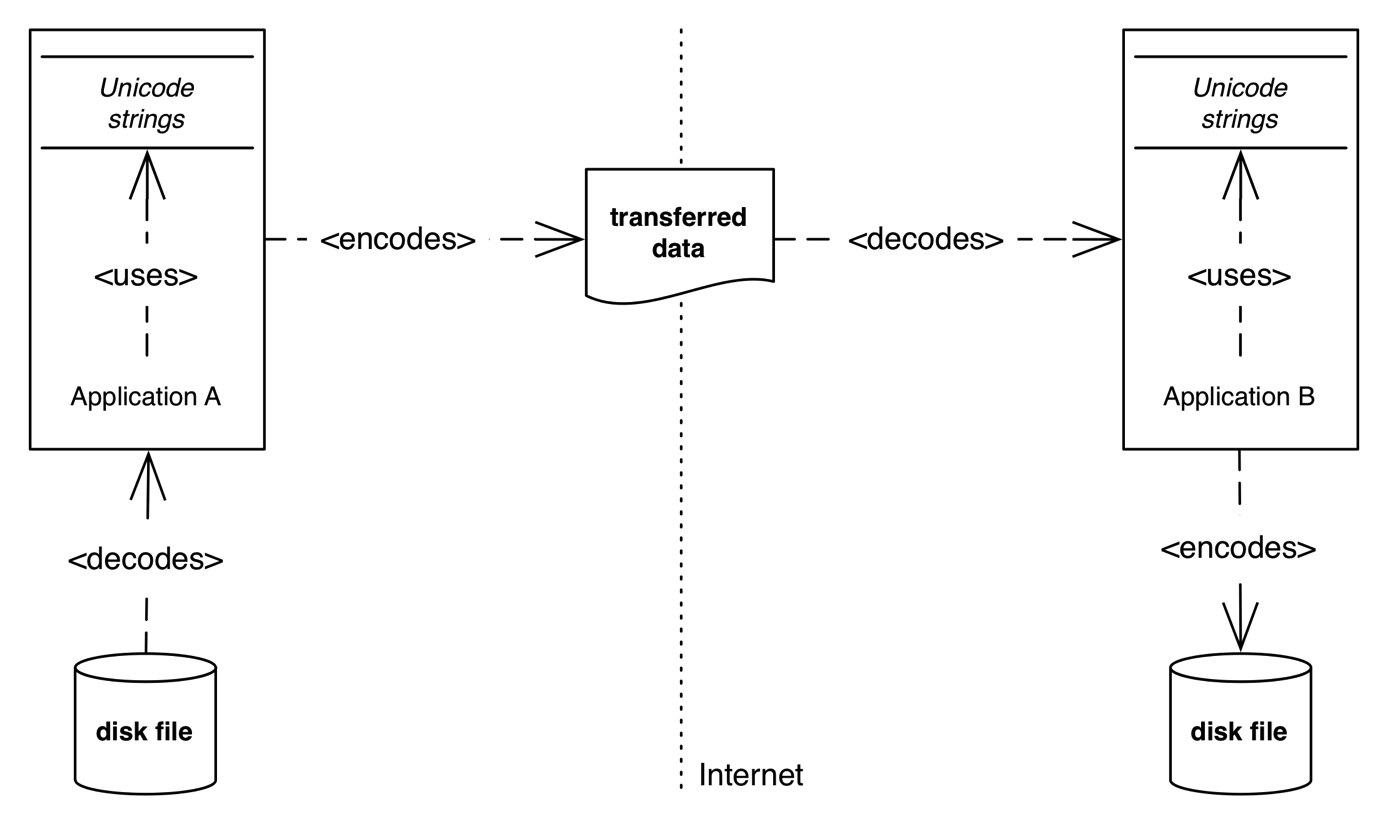 Unicode
strings
<uses>
Application A
<decodes>
disk file
<encodes>
transferred
data
<decodes>
Internet
Unicode
strings
<uses>
Application B
<encodes>
disk file